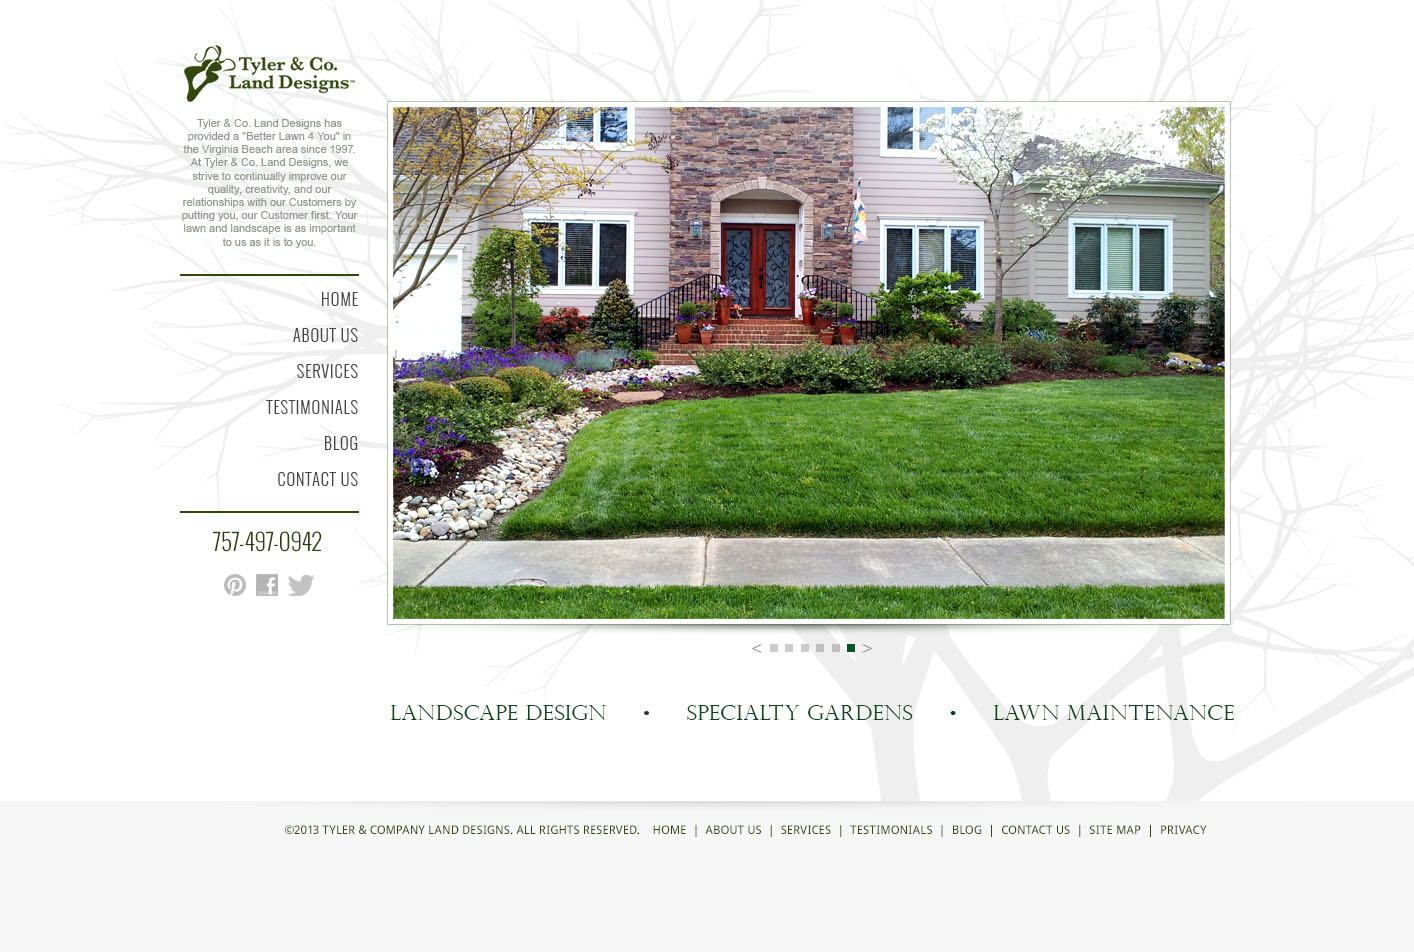 Tyler & Co.
Land Designs™
Tyler & Co. Land Designs has
provided a "Better Lawn 4 You" in
the Virginia Beach area since 1997.
At Tyler & Co. Land Designs, we
strive to continually improve our
quality, creativity, and our
relationships with our Customers by
putting you, our Customer first. Your
lawn and landscape is as important
to us as it is to you.
HOME
ABOUT US
SERVICES
TESTIMONIALS
BLOG
CONTACT US
757-497-0942
< >
LANDSCAPE DESIGN • SPECIALTY GARDENS • LAWN MAINTENANCE
©2013 TYLER & COMPANY LAND DESIGNS. ALL RIGHTS RESERVED. HOME | ABOUT US | SERVICES | TESTIMONIALS | BLOG | CONTACT US | SITE MAP | PRIVACY